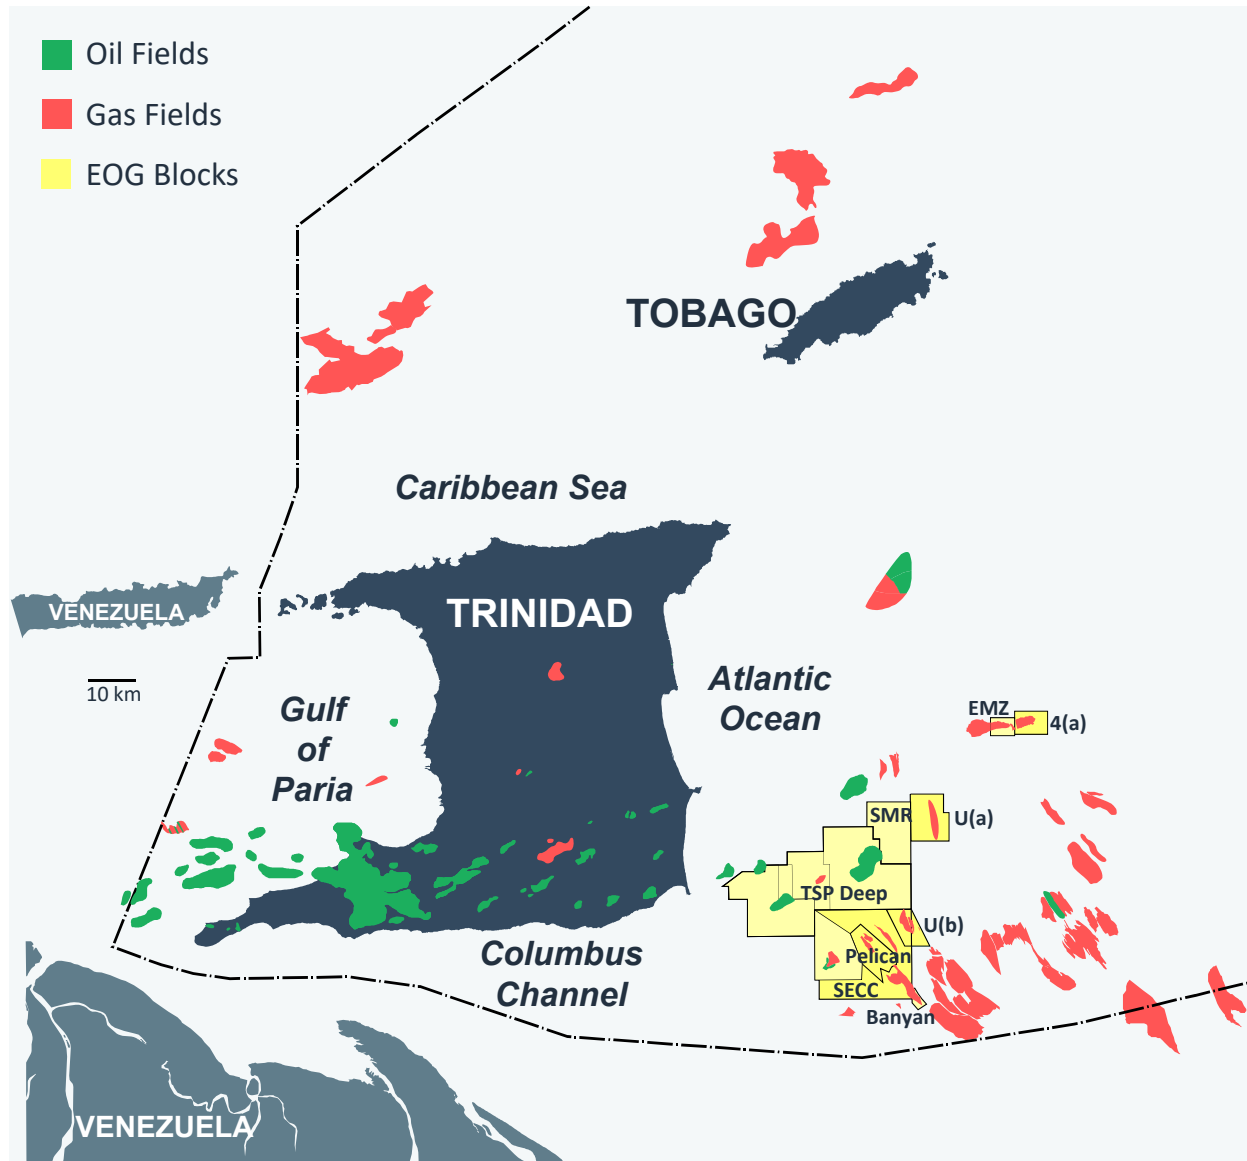 Oil Fields
Gas Fields
EOG Blocks
TOBAGO
Caribbean Sea
VENEZUELA
TRINIDAD
10 km
Gulf
of
Paria
Atlantic
Ocean
EMZ
4(a)
SMR
U(a)
TSP Deep
U(b)
Pelican
SECC
Banyan
Columbus
Channel
VENEZUELA